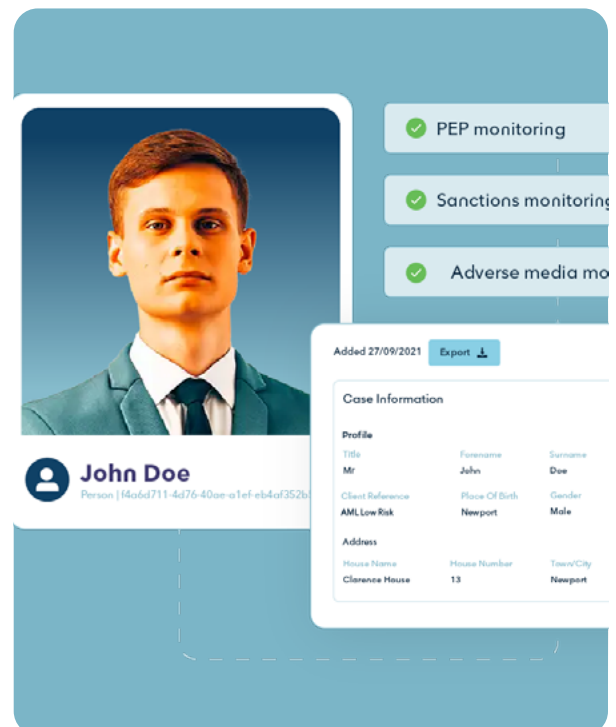 PEP monitoring
Sanctions monitoring
Adverse media mo
John Doe
Person | f4a6d711-4d76-40ae-a1ef-eb4af352b
Added 27/09/2021 Export
Case Information
Profile
Title Forename Surname
Mr John Doe
Client Reference Place Of Birth Gender
AML Low Risk Newport Male
Address
House Name House Number Town/City
Clarence House 13 Newport